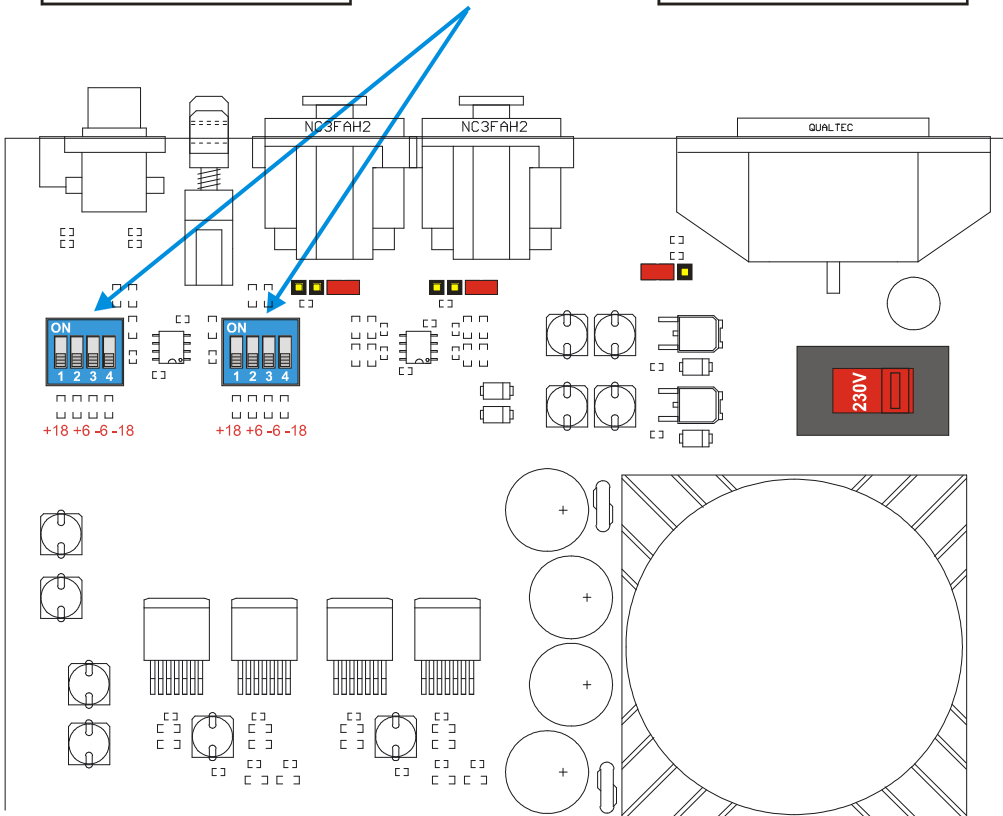 NC3FAH2 NC3FAH2 QUALTEC
ON ON
1 2 3 4 1 2 3 4
230V
+18 +6 -6 -18 +18 +6 -6 -18